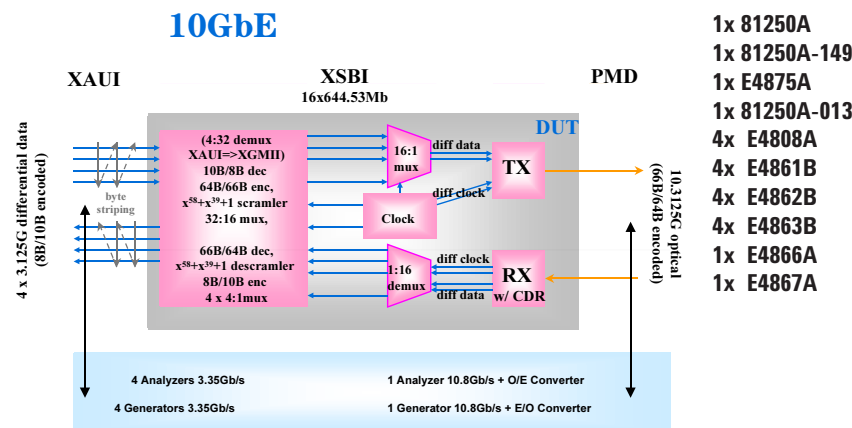 10GbE
XAUI
XSBI
16x644.53Mb
PMD
DUT
4 x 3.125G differential data
(8B/10B encoded)
byte
striping
(4:32 demux
XAUI=>XGMII)
10B/8B dec
64B/66B enc,
x⁵⁸+x³⁹+1 scramler
32:16 mux,
66B/64B dec,
x⁵⁸+x³⁹+1 descramler
8B/10B enc
4 x 4:1mux
16:1
mux
diff data
TX
diff clock
Clock
1:16
demux
diff clock
diff data
RX
w/ CDR
10.3125G optical
(66B/64B encoded)
4 Analyzers 3.35Gb/s
1 Analyzer 10.8Gb/s + O/E Converter
4 Generators 3.35Gb/s
1 Generator 10.8Gb/s + E/O Converter
1x 81250A
1x 81250A-149
1x E4875A
1x 81250A-013
4x E4808A
4x E4861B
4x E4862B
4x E4863B
1x E4866A
1x E4867A